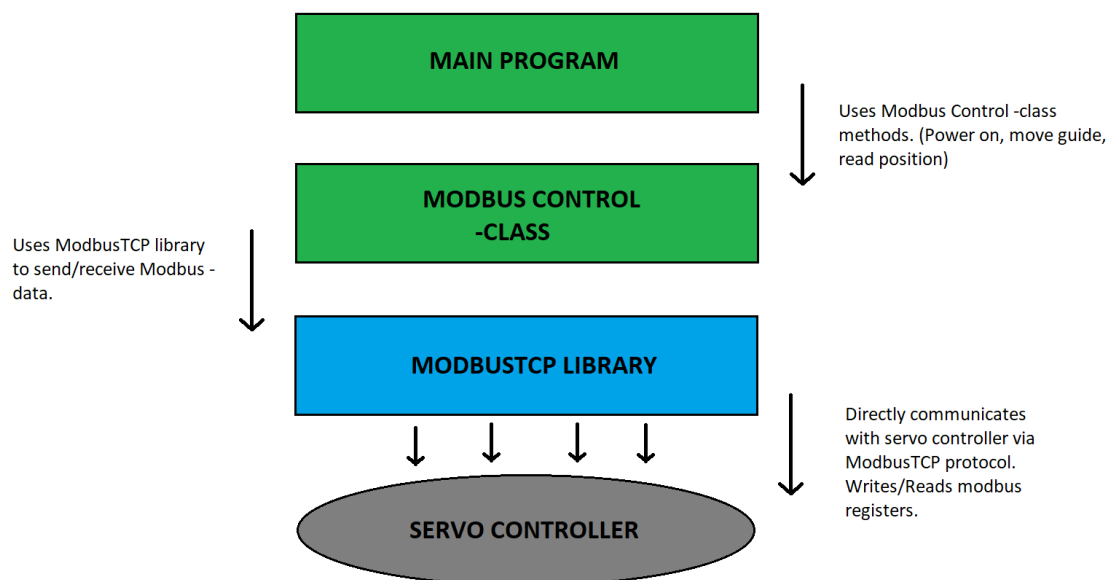 MAIN PROGRAM
Uses Modbus Control -class
methods. (Power on, move guide,
read position)
MODBUS CONTROL
-CLASS
Uses ModbusTCP library
to send/receive Modbus -
data.
MODBUSTCP LIBRARY
Directly communicates
with servo controller via
ModbusTCP protocol.
Writes/Reads modbus
registers.
SERVO CONTROLLER